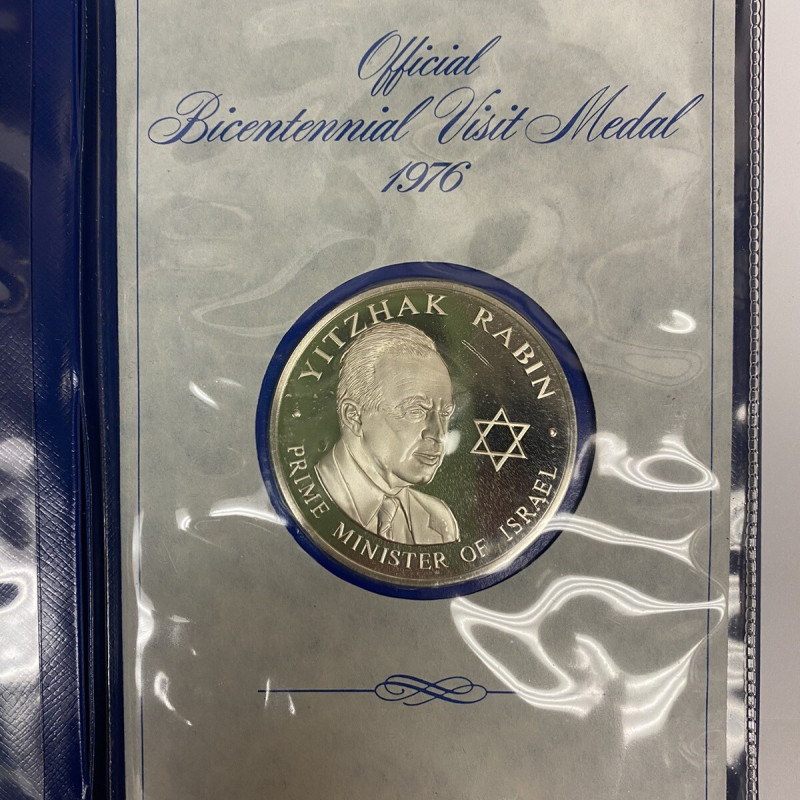 Official
Bicentennial Visit Medal
1976
YITZHAK RABIN
PRIME MINISTER OF ISRAEL